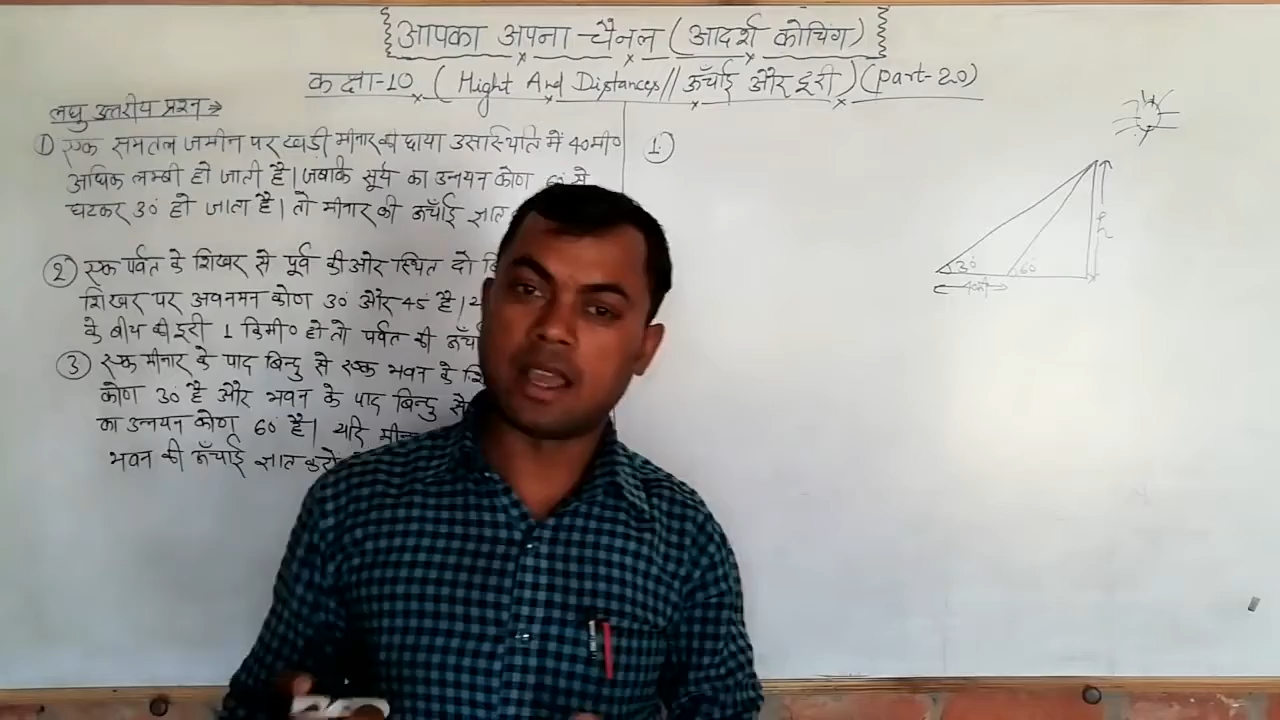 आपका अपना चैनल (आदर्श कोचिंग)
कक्षा-10 (Hight And Distances // ऊँचाई और दूरी) (part-20)
लघु उत्तरीय प्रश्न →
① एक समतल जमीन पर खड़ी मीनार की छाया उस स्थिति में 40 मी०
अधिक लम्बी हो जाती है। जबकि सूर्य का उन्नयन कोण 60° से
घटकर 30° हो जाता है। तो मीनार की ऊँचाई ज्ञात
② एक पर्वत के शिखर से पूर्व की ओर स्थित दो
शिखर पर अवनमन कोण 30° और 45° है।
के बीच की दूरी 1 किमी० हो तो पर्वत की
③ एक मीनार के पाद बिन्दु से एक भवन के
कोण 30° है और भवन के पाद बिन्दु से
का उन्नयन कोण 60° है। यदि
भवन की ऊँचाई ज्ञात करो
1.
30°
60°
40मी
h